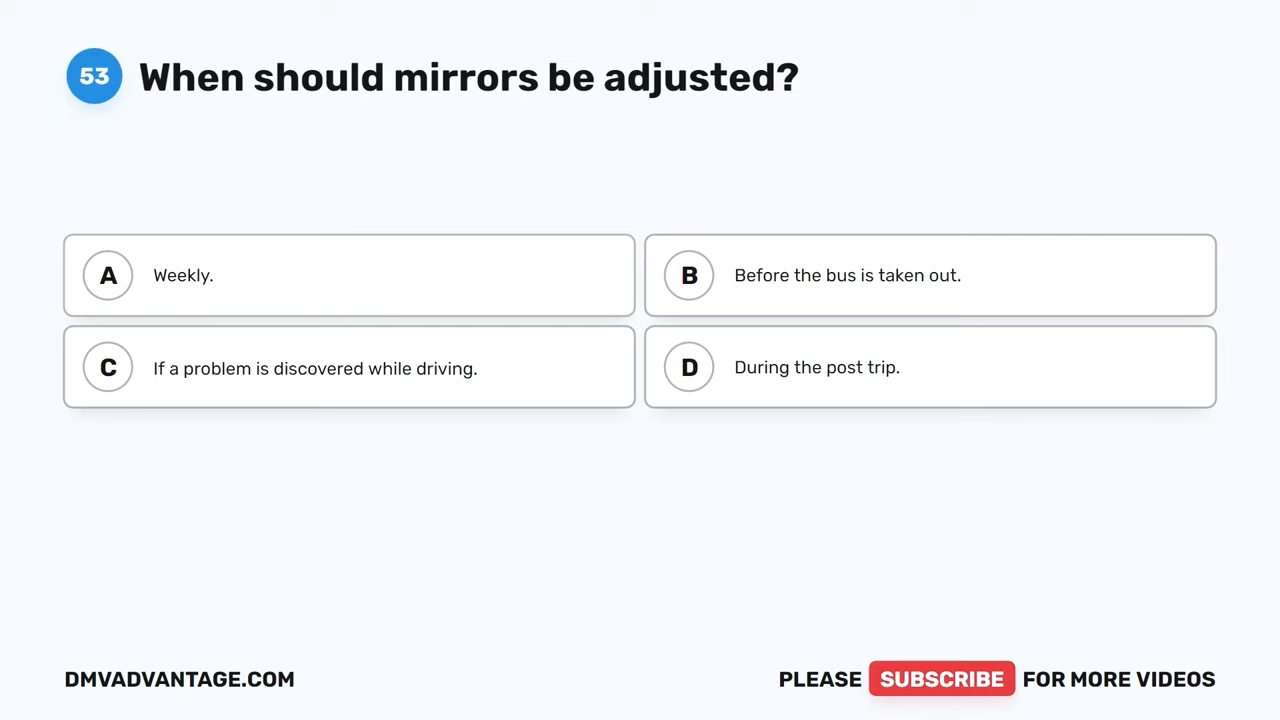 53 When should mirrors be adjusted?
A Weekly.
B Before the bus is taken out.
C If a problem is discovered while driving.
D During the post trip.
DMVADVANTAGE.COM
PLEASE SUBSCRIBE FOR MORE VIDEOS